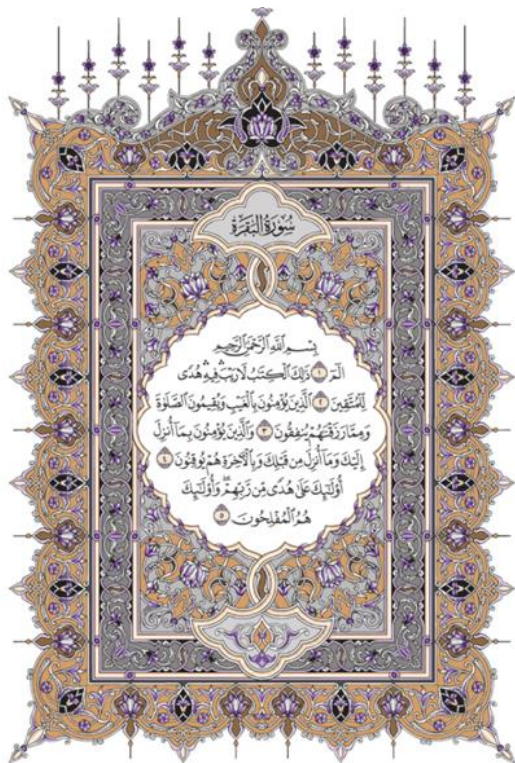 سُورَةُ البَقَرَةِ
بِسْمِ ٱللَّهِ ٱلرَّحْمَٰنِ ٱلرَّحِيمِ
الٓمٓ ۝١ ذَٰلِكَ ٱلْكِتَٰبُ لَا رَيْبَ ۛ فِيهِ ۛ هُدًى
لِّلْمُتَّقِينَ ۝٢ ٱلَّذِينَ يُؤْمِنُونَ بِٱلْغَيْبِ وَيُقِيمُونَ ٱلصَّلَوٰةَ
وَمِمَّا رَزَقْنَٰهُمْ يُنفِقُونَ ۝٣ وَٱلَّذِينَ يُؤْمِنُونَ بِمَآ أُنزِلَ
إِلَيْكَ وَمَآ أُنزِلَ مِن قَبْلِكَ وَبِٱلْءَاخِرَةِ هُمْ يُوقِنُونَ ۝٤
أُو۟لَٰٓئِكَ عَلَىٰ هُدًى مِّن رَّبِّهِمْ ۖ وَأُو۟لَٰٓئِكَ
هُمُ ٱلْمُفْلِحُونَ ۝٥